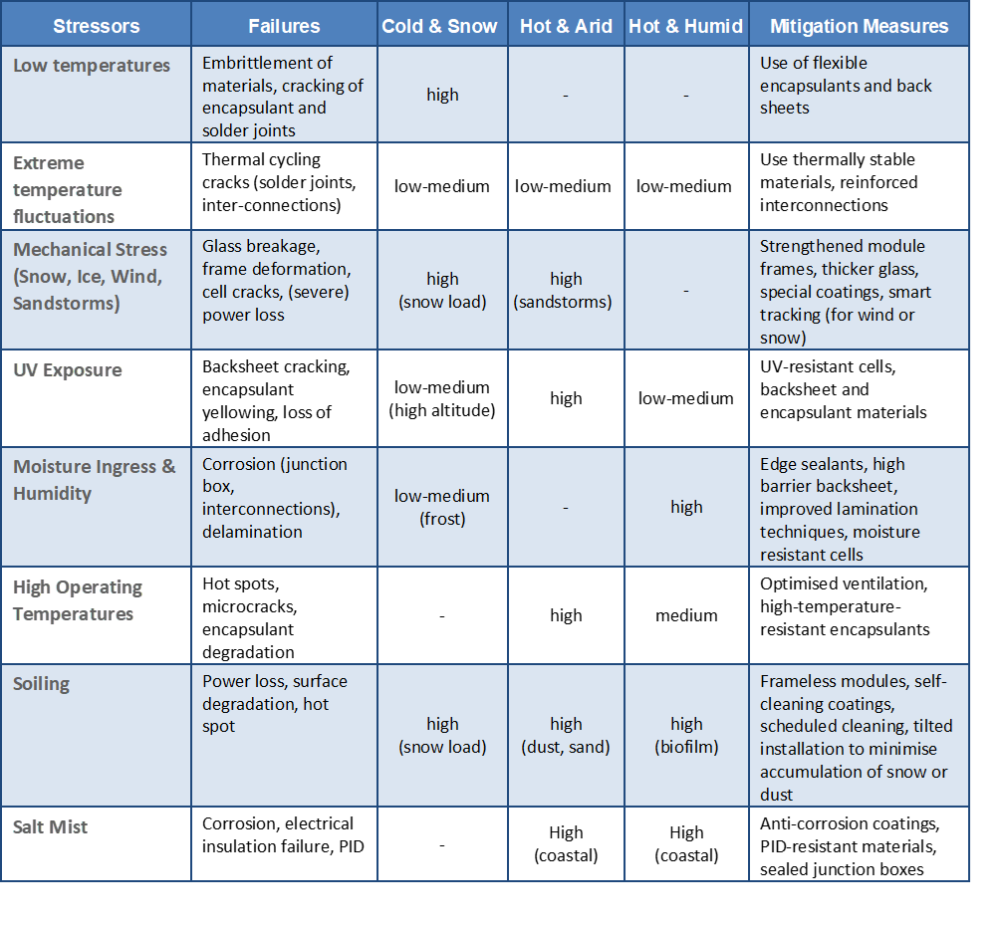 Stressors
Failures
Cold & Snow
Hot & Arid
Hot & Humid
Mitigation Measures
Low temperatures
Embrittlement of
materials, cracking of
encapsulant and
solder joints
high
-
-
Use of flexible
encapsulants and back
sheets
Extreme
temperature
fluctuations
Thermal cycling
cracks (solder joints,
inter-connections)
low-medium
low-medium
low-medium
Use thermally stable
materials, reinforced
interconnections
Mechanical Stress
(Snow, Ice, Wind,
Sandstorms)
Glass breakage,
frame deformation,
cell cracks, (severe)
power loss
high
(snow load)
high
(sandstorms)
-
Strengthened module
frames, thicker glass,
special coatings, smart
tracking (for wind or
snow)
UV Exposure
Backsheet cracking,
encapsulant
yellowing, loss of
adhesion
low-medium
(high altitude)
high
low-medium
UV-resistant cells,
backsheet and
encapsulant materials
Moisture Ingress &
Humidity
Corrosion (junction
box,
interconnections),
delamination
low-medium
(frost)
-
high
Edge sealants, high
barrier backsheet,
improved lamination
techniques, moisture
resistant cells
High Operating
Temperatures
Hot spots,
microcracks,
encapsulant
degradation
-
high
medium
Optimised ventilation,
high-temperature-
resistant encapsulants
Soiling
Power loss, surface
degradation, hot
spot
high
(snow load)
high
(dust, sand)
high
(biofilm)
Frameless modules, self-
cleaning coatings,
scheduled cleaning, tilted
installation to minimise
accumulation of snow or
dust
Salt Mist
Corrosion, electrical
insulation failure, PID
-
High
(coastal)
High
(coastal)
Anti-corrosion coatings,
PID-resistant materials,
sealed junction boxes